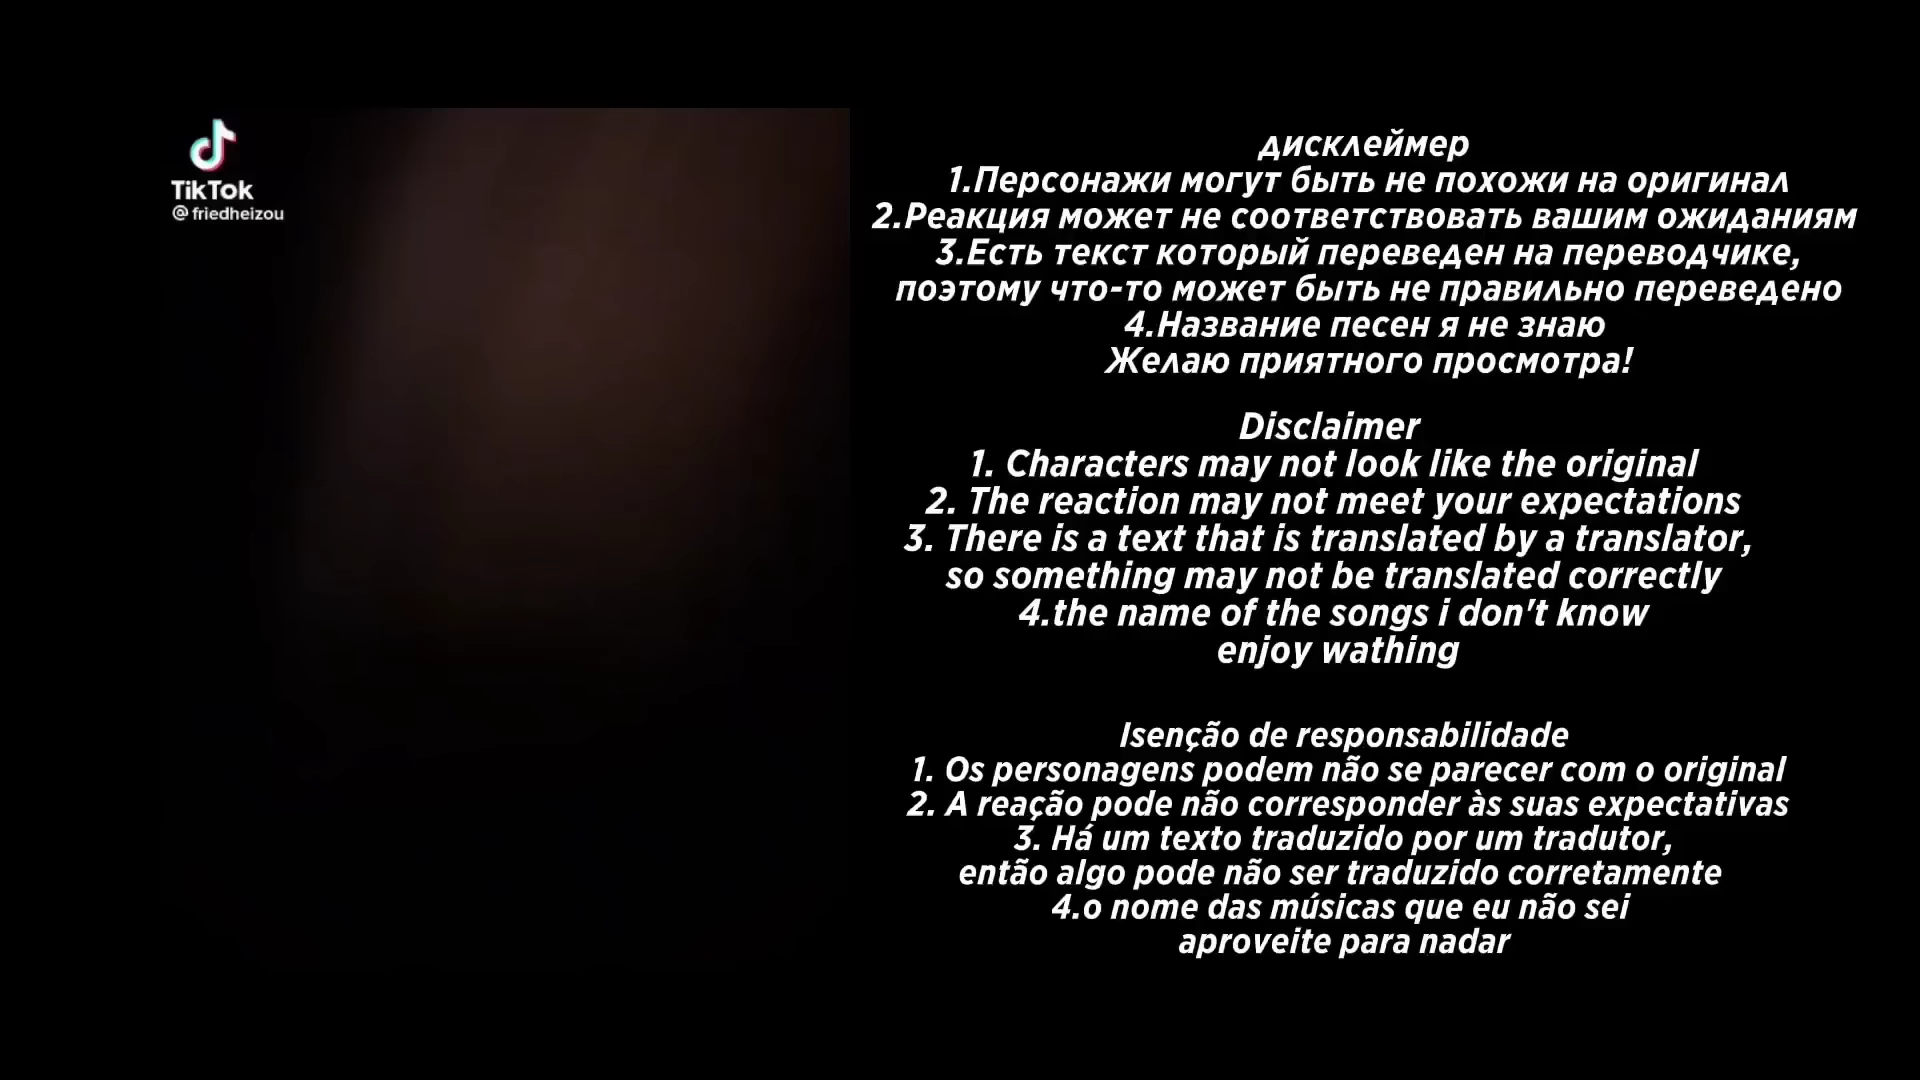 TikTok
@friedheizou
дисклеймер
1.Персонажи могут быть не похожи на оригинал
2.Реакция может не соответствовать вашим ожиданиям
3.Есть текст который переведен на переводчике,
поэтому что-то может быть не правильно переведено
4.Название песен я не знаю
Желаю приятного просмотра!
Disclaimer
1. Characters may not look like the original
2. The reaction may not meet your expectations
3. There is a text that is translated by a translator,
so something may not be translated correctly
4.the name of the songs i don't know
enjoy wathing
Isenção de responsabilidade
1. Os personagens podem não se parecer com o original
2. A reação pode não corresponder às suas expectativas
3. Há um texto traduzido por um tradutor,
então algo pode não ser traduzido corretamente
4.o nome das músicas que eu não sei
aproveite para nadar